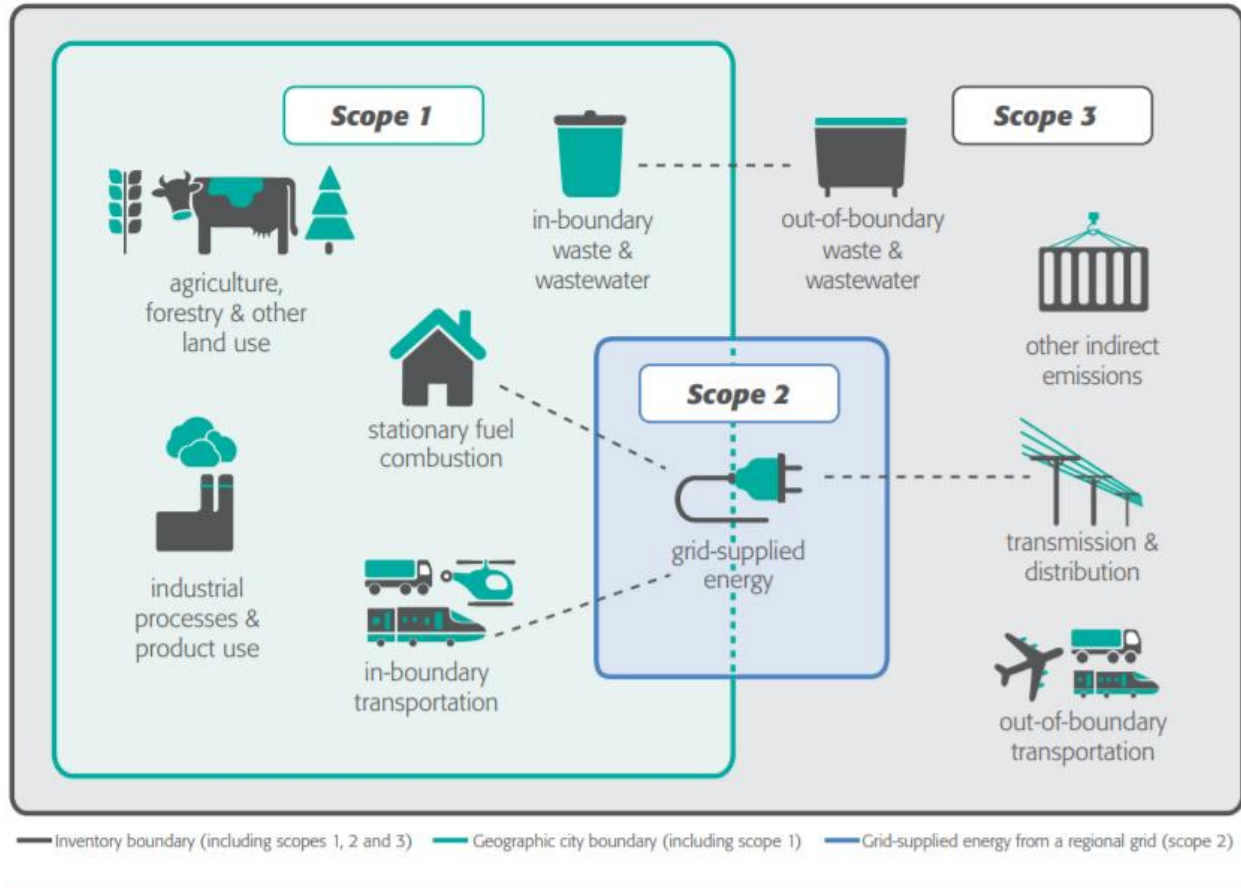 Scope 1
Scope 3
in-boundary
waste &
wastewater
out-of-boundary
waste &
wastewater
agriculture,
forestry & other
land use
other indirect
emissions
Scope 2
stationary fuel
combustion
grid-supplied
energy
transmission &
distribution
industrial
processes &
product use
in-boundary
transportation
out-of-boundary
transportation
Inventory boundary (including scopes 1, 2 and 3)
Geographic city boundary (including scope 1)
Grid-supplied energy from a regional grid (scope 2)